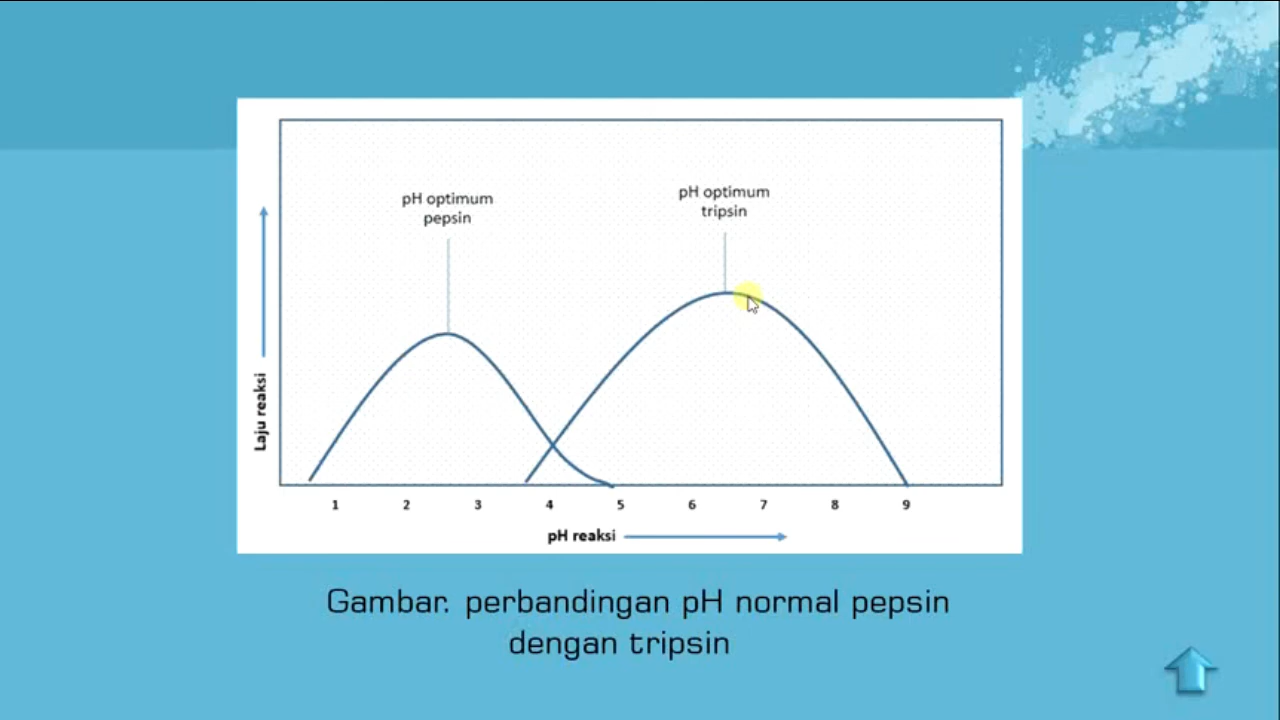 pH optimum
pepsin
pH optimum
tripsin
Laju reaksi
1 2 3 4 5 6 7 8 9
pH reaksi
Gambar: perbandingan pH normal pepsin
dengan tripsin